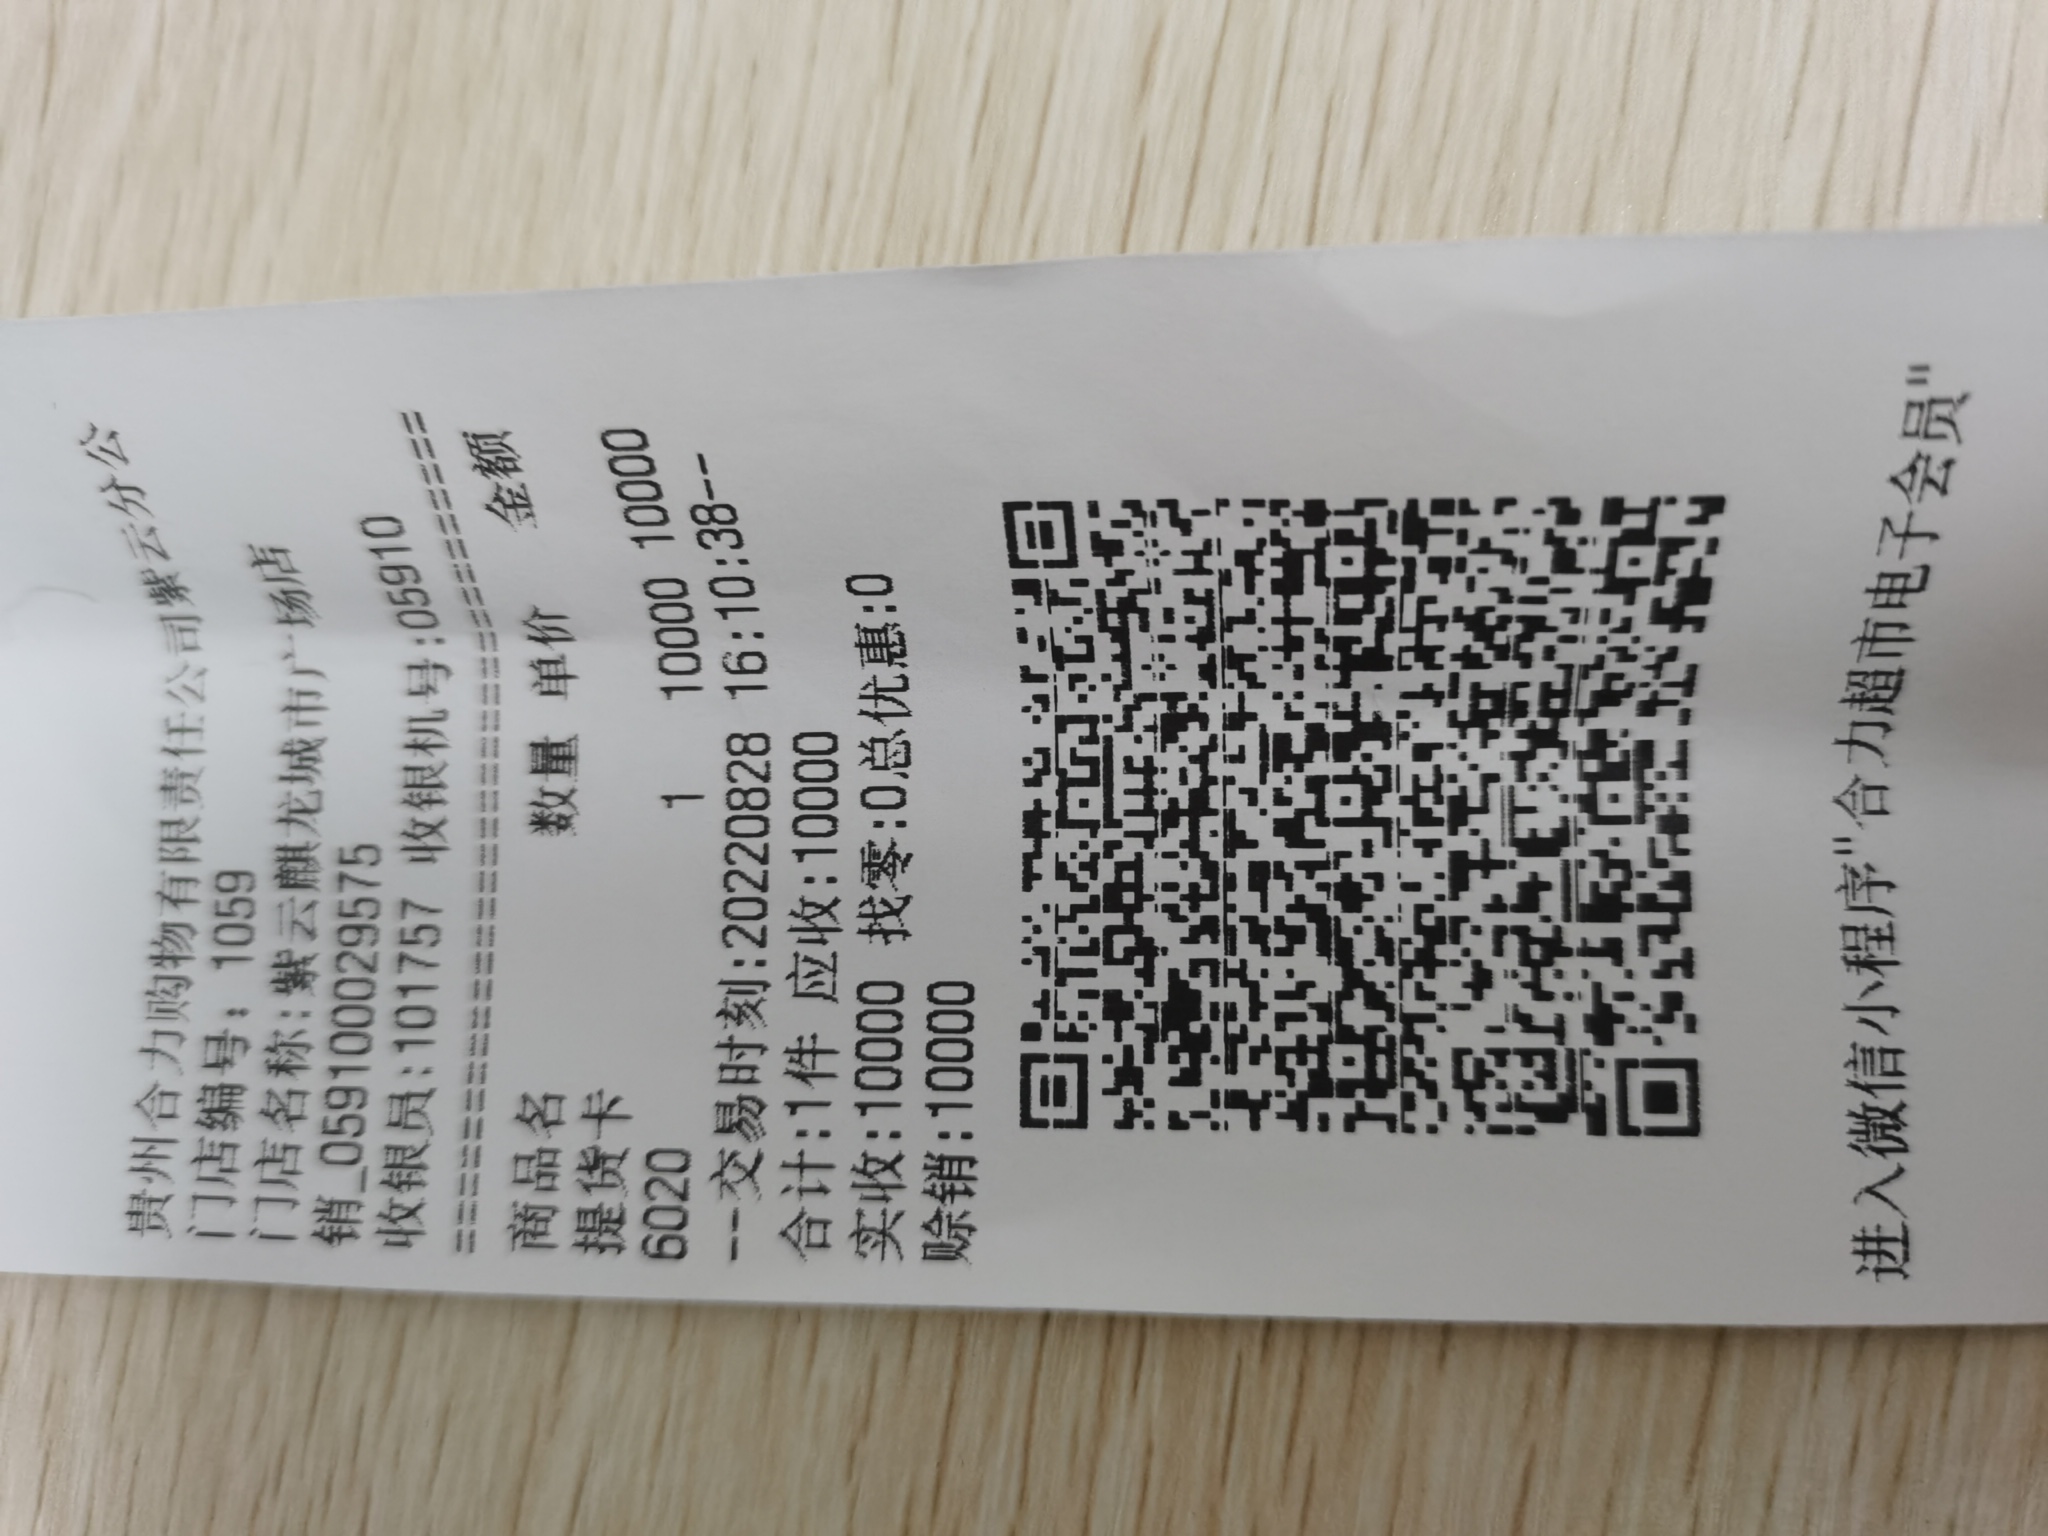 贵州合力购物有限责任公司紫云分公
门店编号: 1059
门店名称:紫云麒龙城市广场店
销_0591000295575
收银员:101757 收银机号:05910
==========================================
商品名 数量 单价 金额
提货卡
6020 1 10000 10000 10000
--交易时刻:20220828 16:10:38--
合计:1件 应收:10000
实收:10000 找零:0总优惠:0
赊销:10000
进入微信小程序"合力超市电子会员"